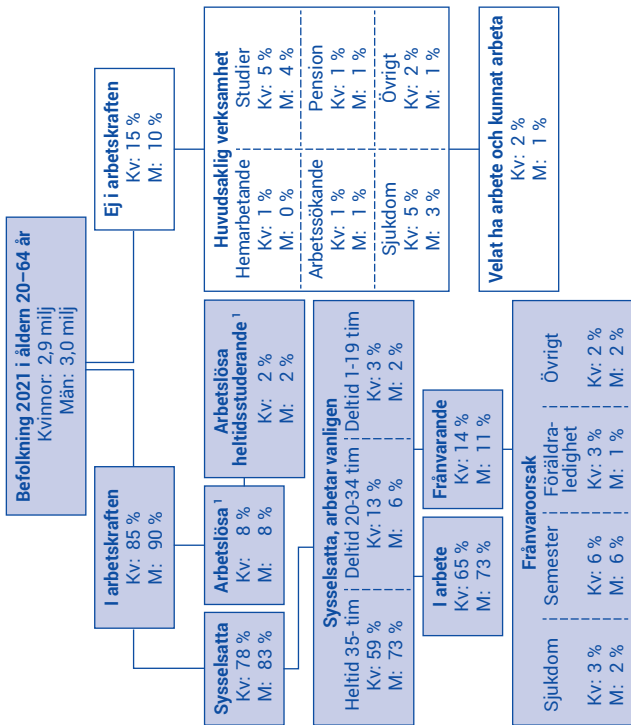 Befolkning 2021 i åldern 20–64 år
Kvinnor: 2,9 milj
Män: 3,0 milj
I arbetskraften
Kv: 85 %
M: 90 %
Ej i arbetskraften
Kv: 15 %
M: 10 %
Sysselsatta
Kv: 78 %
M: 83 %
Arbetslösa ¹
Kv: 8 %
M: 8 %
Arbetslösa
heltidsstuderande ¹
Kv: 2 %
M: 2 %
Sysselsatta, arbetar vanligen
Heltid 35- tim
Kv: 59 %
M: 73 %
Deltid 20-34 tim
Kv: 13 %
M: 6 %
Deltid 1-19 tim
Kv: 3 %
M: 2 %
I arbete
Kv: 65 %
M: 73 %
Frånvarande
Kv: 14 %
M: 11 %
Frånvaroorsak
Sjukdom
Kv: 3 %
M: 2 %
Semester
Kv: 6 %
M: 6 %
Föräldra-
ledighet
Kv: 3 %
M: 1 %
Övrigt
Kv: 2 %
M: 2 %
Huvudsaklig verksamhet
Hemarbetande
Kv: 1 %
M: 0 %
Studier
Kv: 5 %
M: 4 %
Arbetssökande
Kv: 1 %
M: 1 %
Pension
Kv: 1 %
M: 1 %
Sjukdom
Kv: 5 %
M: 3 %
Övrigt
Kv: 2 %
M: 1 %
Velat ha arbete och kunnat arbeta
Kv: 2 %
M: 1 %